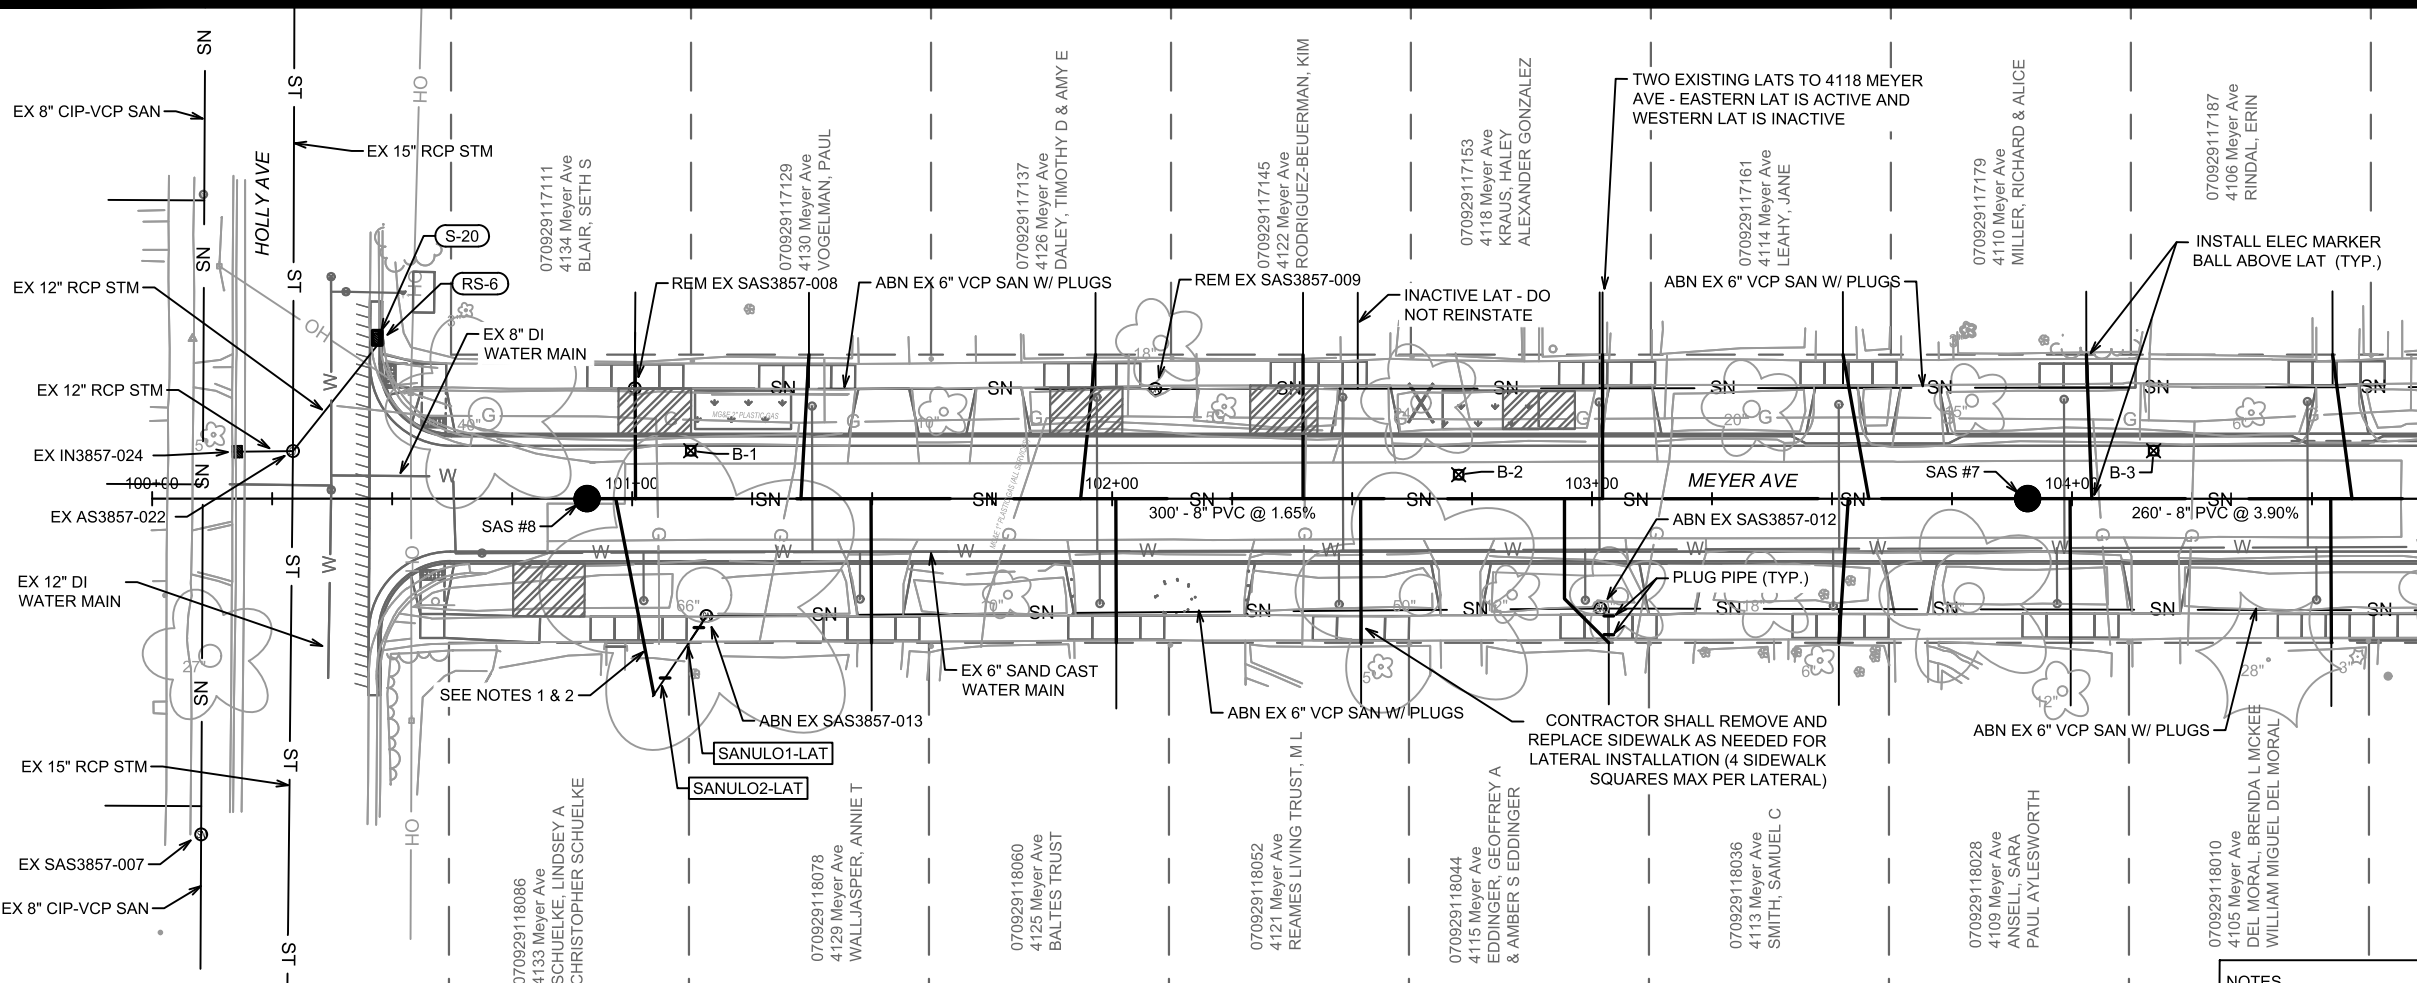 EX 8" CIP-VCP SAN
SN
ST
OH
HOLLY AVE
EX 15" RCP STM
S-20
RS-6
EX 12" RCP STM
EX 8" DI
WATER MAIN
EX 12" RCP STM
EX IN3857-024
EX AS3857-022
EX 12" DI
WATER MAIN
EX 15" RCP STM
EX SAS3857-007
EX 8" CIP-VCP SAN
070929117111
4134 Meyer Ave
BLAIR, SETH S
070929117129
4130 Meyer Ave
VOGELMAN, PAUL
070929117137
4126 Meyer Ave
DALEY, TIMOTHY D & AMY E
070929117145
4122 Meyer Ave
RODRIGUEZ-BEUERMAN, KIM
070929117153
4118 Meyer Ave
KRAUS, HALEY
ALEXANDER GONZALEZ
070929117161
4114 Meyer Ave
LEAHY, JANE
070929117179
4110 Meyer Ave
MILLER, RICHARD & ALICE
070929117187
4106 Meyer Ave
RINDAL, ERIN
TWO EXISTING LATS TO 4118 MEYER
AVE - EASTERN LAT IS ACTIVE AND
WESTERN LAT IS INACTIVE
INSTALL ELEC MARKER
BALL ABOVE LAT (TYP.)
REM EX SAS3857-008
ABN EX 6" VCP SAN W/ PLUGS
REM EX SAS3857-009
INACTIVE LAT - DO
NOT REINSTATE
ABN EX 6" VCP SAN W/ PLUGS
MG&E 2" PLASTIC GAS
B-1
B-2
B-3
100+00
101+00
102+00
103+00
104+00
MEYER AVE
SAS #7
SAS #8
300' - 8" PVC @ 1.65%
260' - 8" PVC @ 3.90%
ABN EX SAS3857-012
PLUG PIPE (TYP.)
SEE NOTES 1 & 2
EX 6" SAND CAST
WATER MAIN
ABN EX SAS3857-013
SANULO1-LAT
SANULO2-LAT
ABN EX 6" VCP SAN W/ PLUGS
CONTRACTOR SHALL REMOVE AND
REPLACE SIDEWALK AS NEEDED FOR
LATERAL INSTALLATION (4 SIDEWALK
SQUARES MAX PER LATERAL)
ABN EX 6" VCP SAN W/ PLUGS
070929118086
4133 Meyer Ave
SCHUELKE, LINDSEY A
CHRISTOPHER SCHUELKE
070929118078
4129 Meyer Ave
WALLJASPER, ANNIE T
070929118060
4125 Meyer Ave
BALTES TRUST
070929118052
4121 Meyer Ave
REAMES LIVING TRUST, M L
070929118044
4115 Meyer Ave
EDDINGER, GEOFFREY A
& AMBER S EDDINGER
070929118036
4113 Meyer Ave
SMITH, SAMUEL C
070929118028
4109 Meyer Ave
ANSELL, SARA
PAUL AYLESWORTH
070929118010
4105 Meyer Ave
DEL MORAL, BRENDA L MCKEE
WILLIAM MIGUEL DEL MORAL
NOTES